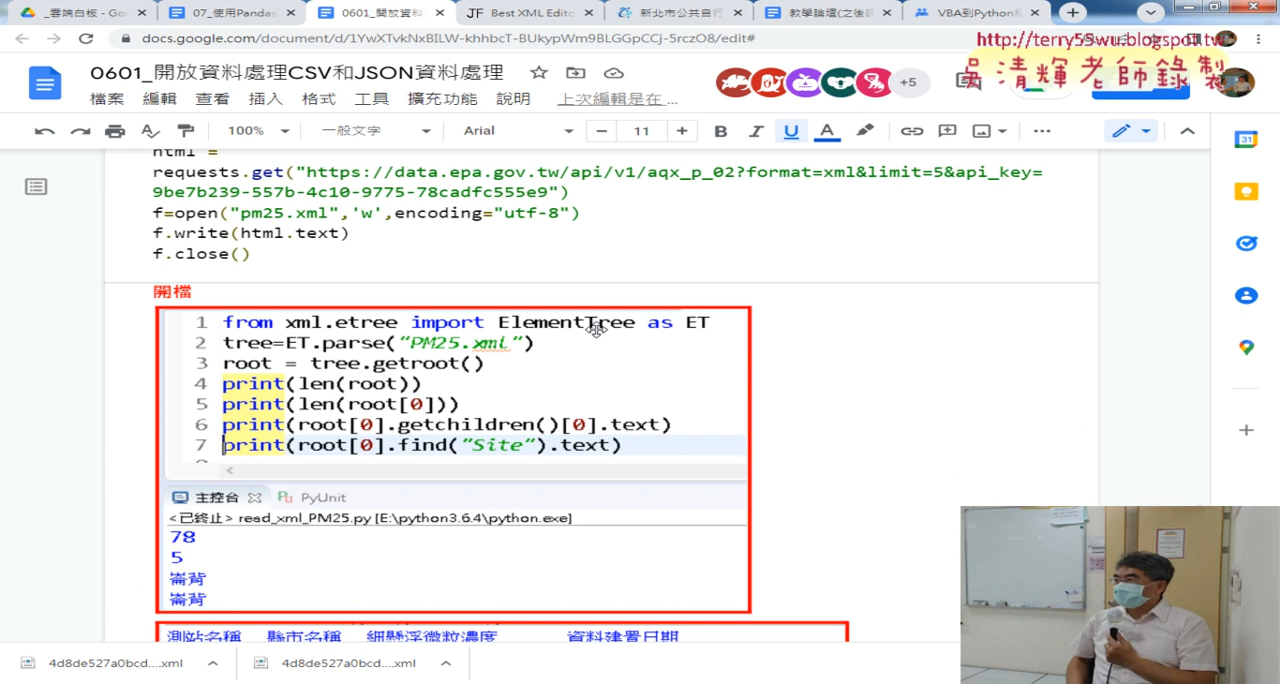 _雲端白板 - Goo
07_使用Pandas
0601_開放資料
JF Best XML Edito
新北市公共自行
教學論壇(之後
VBA到Python
docs.google.com/document/d/1YwXTvkNxBILW-khhbcT-BUkypWm9BLGGpCCj-5rczO8/edit#
http://terry55wu.blogspot.tw
吳清輝老師錄製
0601_開放資料處理CSV和JSON資料處理
+5
檔案 編輯 查看 插入 格式 工具 擴充功能 說明 上次編輯是在 ...
100% 一般文字 Arial 11 B I U A
31
html =
requests.get("https://data.epa.gov.tw/api/v1/aqx_p_02?format=xml&limit=5&api_key=
9be7b239-557b-4c10-9775-78cadfc555e9")
f=open("pm25.xml",'w',encoding="utf-8")
f.write(html.text)
f.close()
開檔
1 from xml.etree import ElementTree as ET
2 tree=ET.parse("PM25.xml")
3 root = tree.getroot()
4 print(len(root))
5 print(len(root[0]))
6 print(root[0].getchildren()[0].text)
7 print(root[0].find("Site").text)
主控台 PyUnit
<已終止> read_xml_PM25.py [E:\python3.6.4\python.exe]
78
5
崙背
崙背
測站名稱 縣市名稱 細懸浮微粒濃度 資料建置日期
4d8de527a0bcd....xml
4d8de527a0bcd....xml